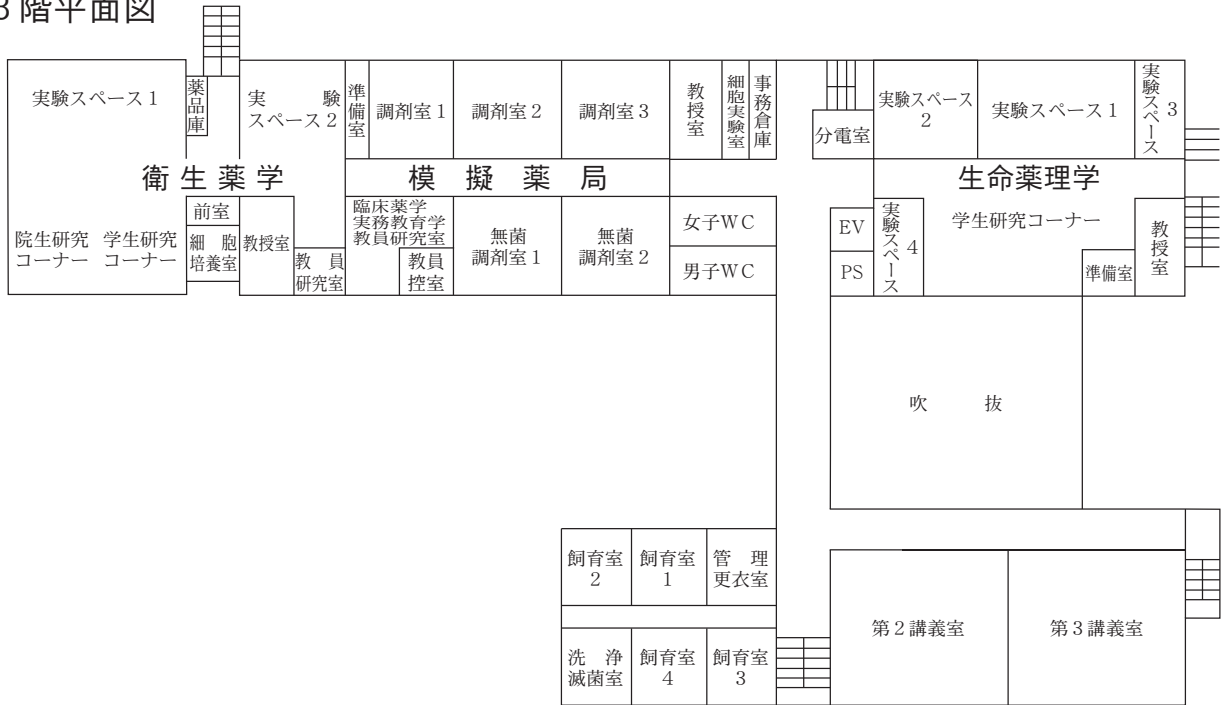 3階平面図
実験スペース1
薬品庫
実　験
スペース2
準備室
調剤室1
調剤室2
調剤室3
教授室
細胞実験室
事務倉庫
分電室
実験スペース
2
実験スペース1
実験スペース3
衛生薬学
模擬薬局
生命薬理学
院生研究
コーナー
学生研究
コーナー
前室
細胞
培養室
教授室
教員
研究室
臨床薬学
実務教育学
教員研究室
教員
控室
無菌
調剤室1
無菌
調剤室2
女子WC
男子WC
EV
PS
実験スペース4
学生研究コーナー
準備室
教授室
吹　抜
飼育室
2
飼育室
1
管理
更衣室
洗浄
滅菌室
飼育室
4
飼育室
3
第2講義室
第3講義室